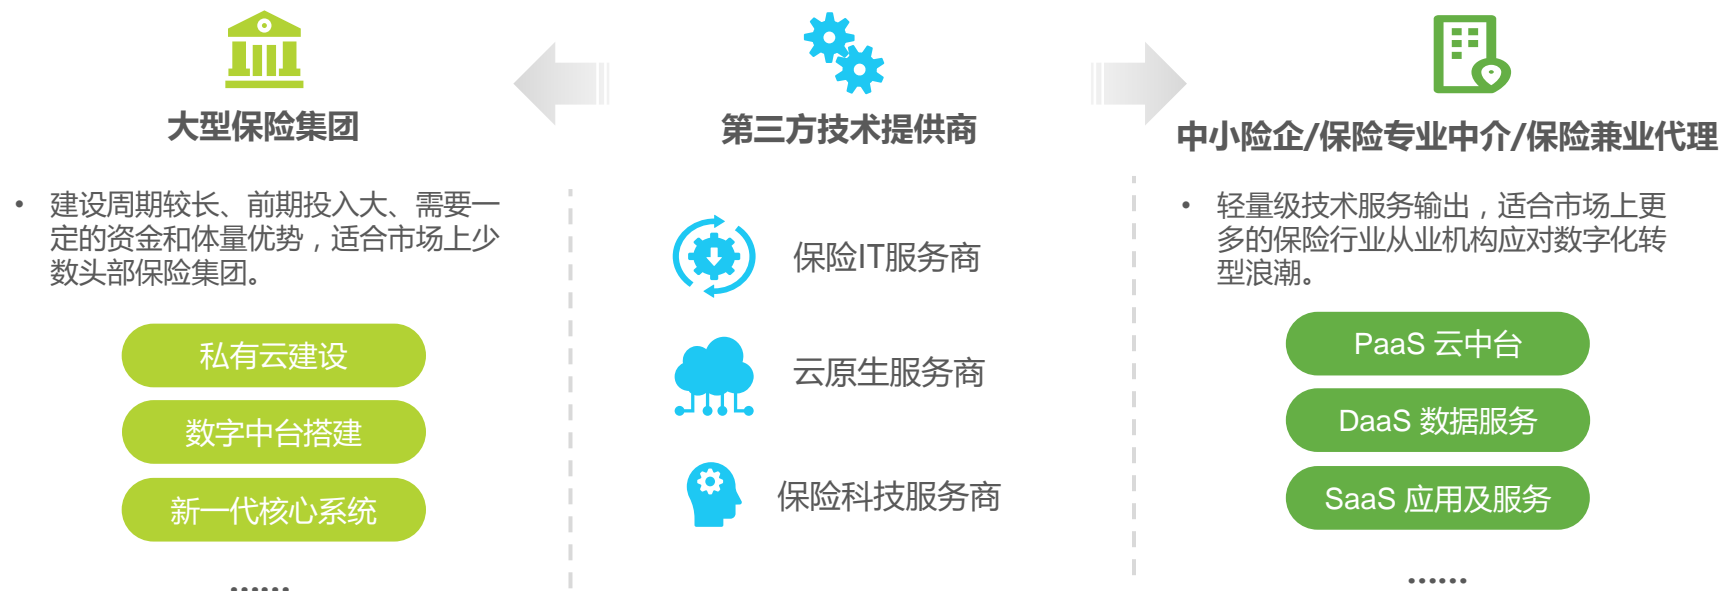 大型保险集团
• 建设周期较长、前期投入大、需要一
定的资金和体量优势，适合市场上少
数头部保险集团。
私有云建设
数字中台搭建
新一代核心系统
······
第三方技术提供商
保险IT服务商
云原生服务商
保险科技服务商
中小险企/保险专业中介/保险兼业代理
• 轻量级技术服务输出，适合市场上更
多的保险行业从业机构应对数字化转
型浪潮。
PaaS 云中台
DaaS 数据服务
SaaS 应用及服务
······